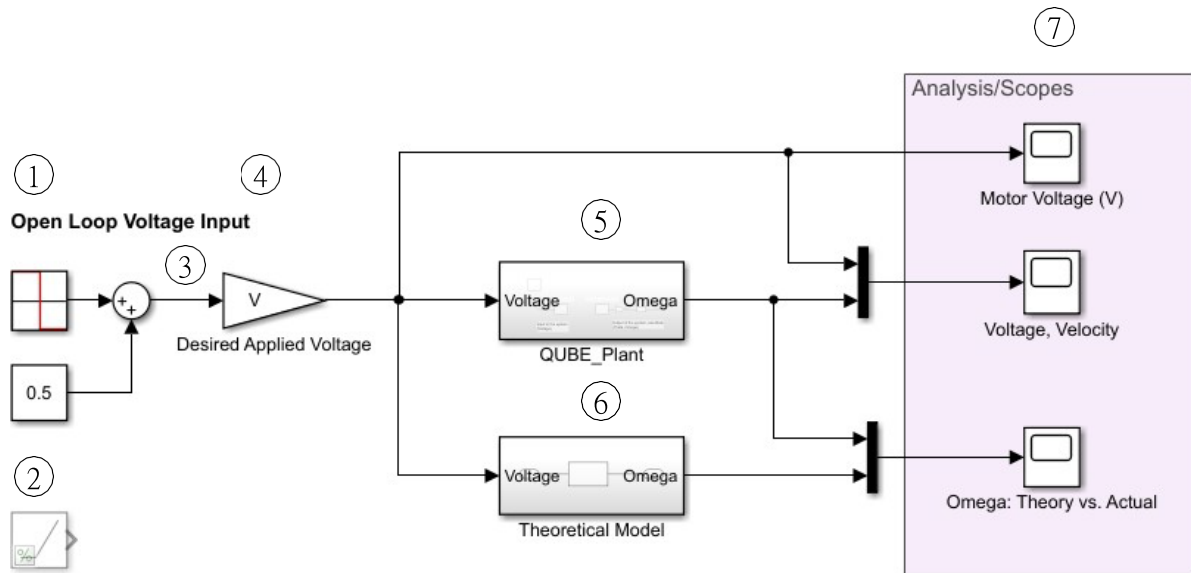 ⑦
Analysis/Scopes
Motor Voltage (V)
①
④
Open Loop Voltage Input
⑤
③
+
+
V
Desired Applied Voltage
Voltage
Omega
QUBE_Plant
Voltage, Velocity
0.5
⑥
②
Voltage
Omega
Theoretical Model
Omega: Theory vs. Actual